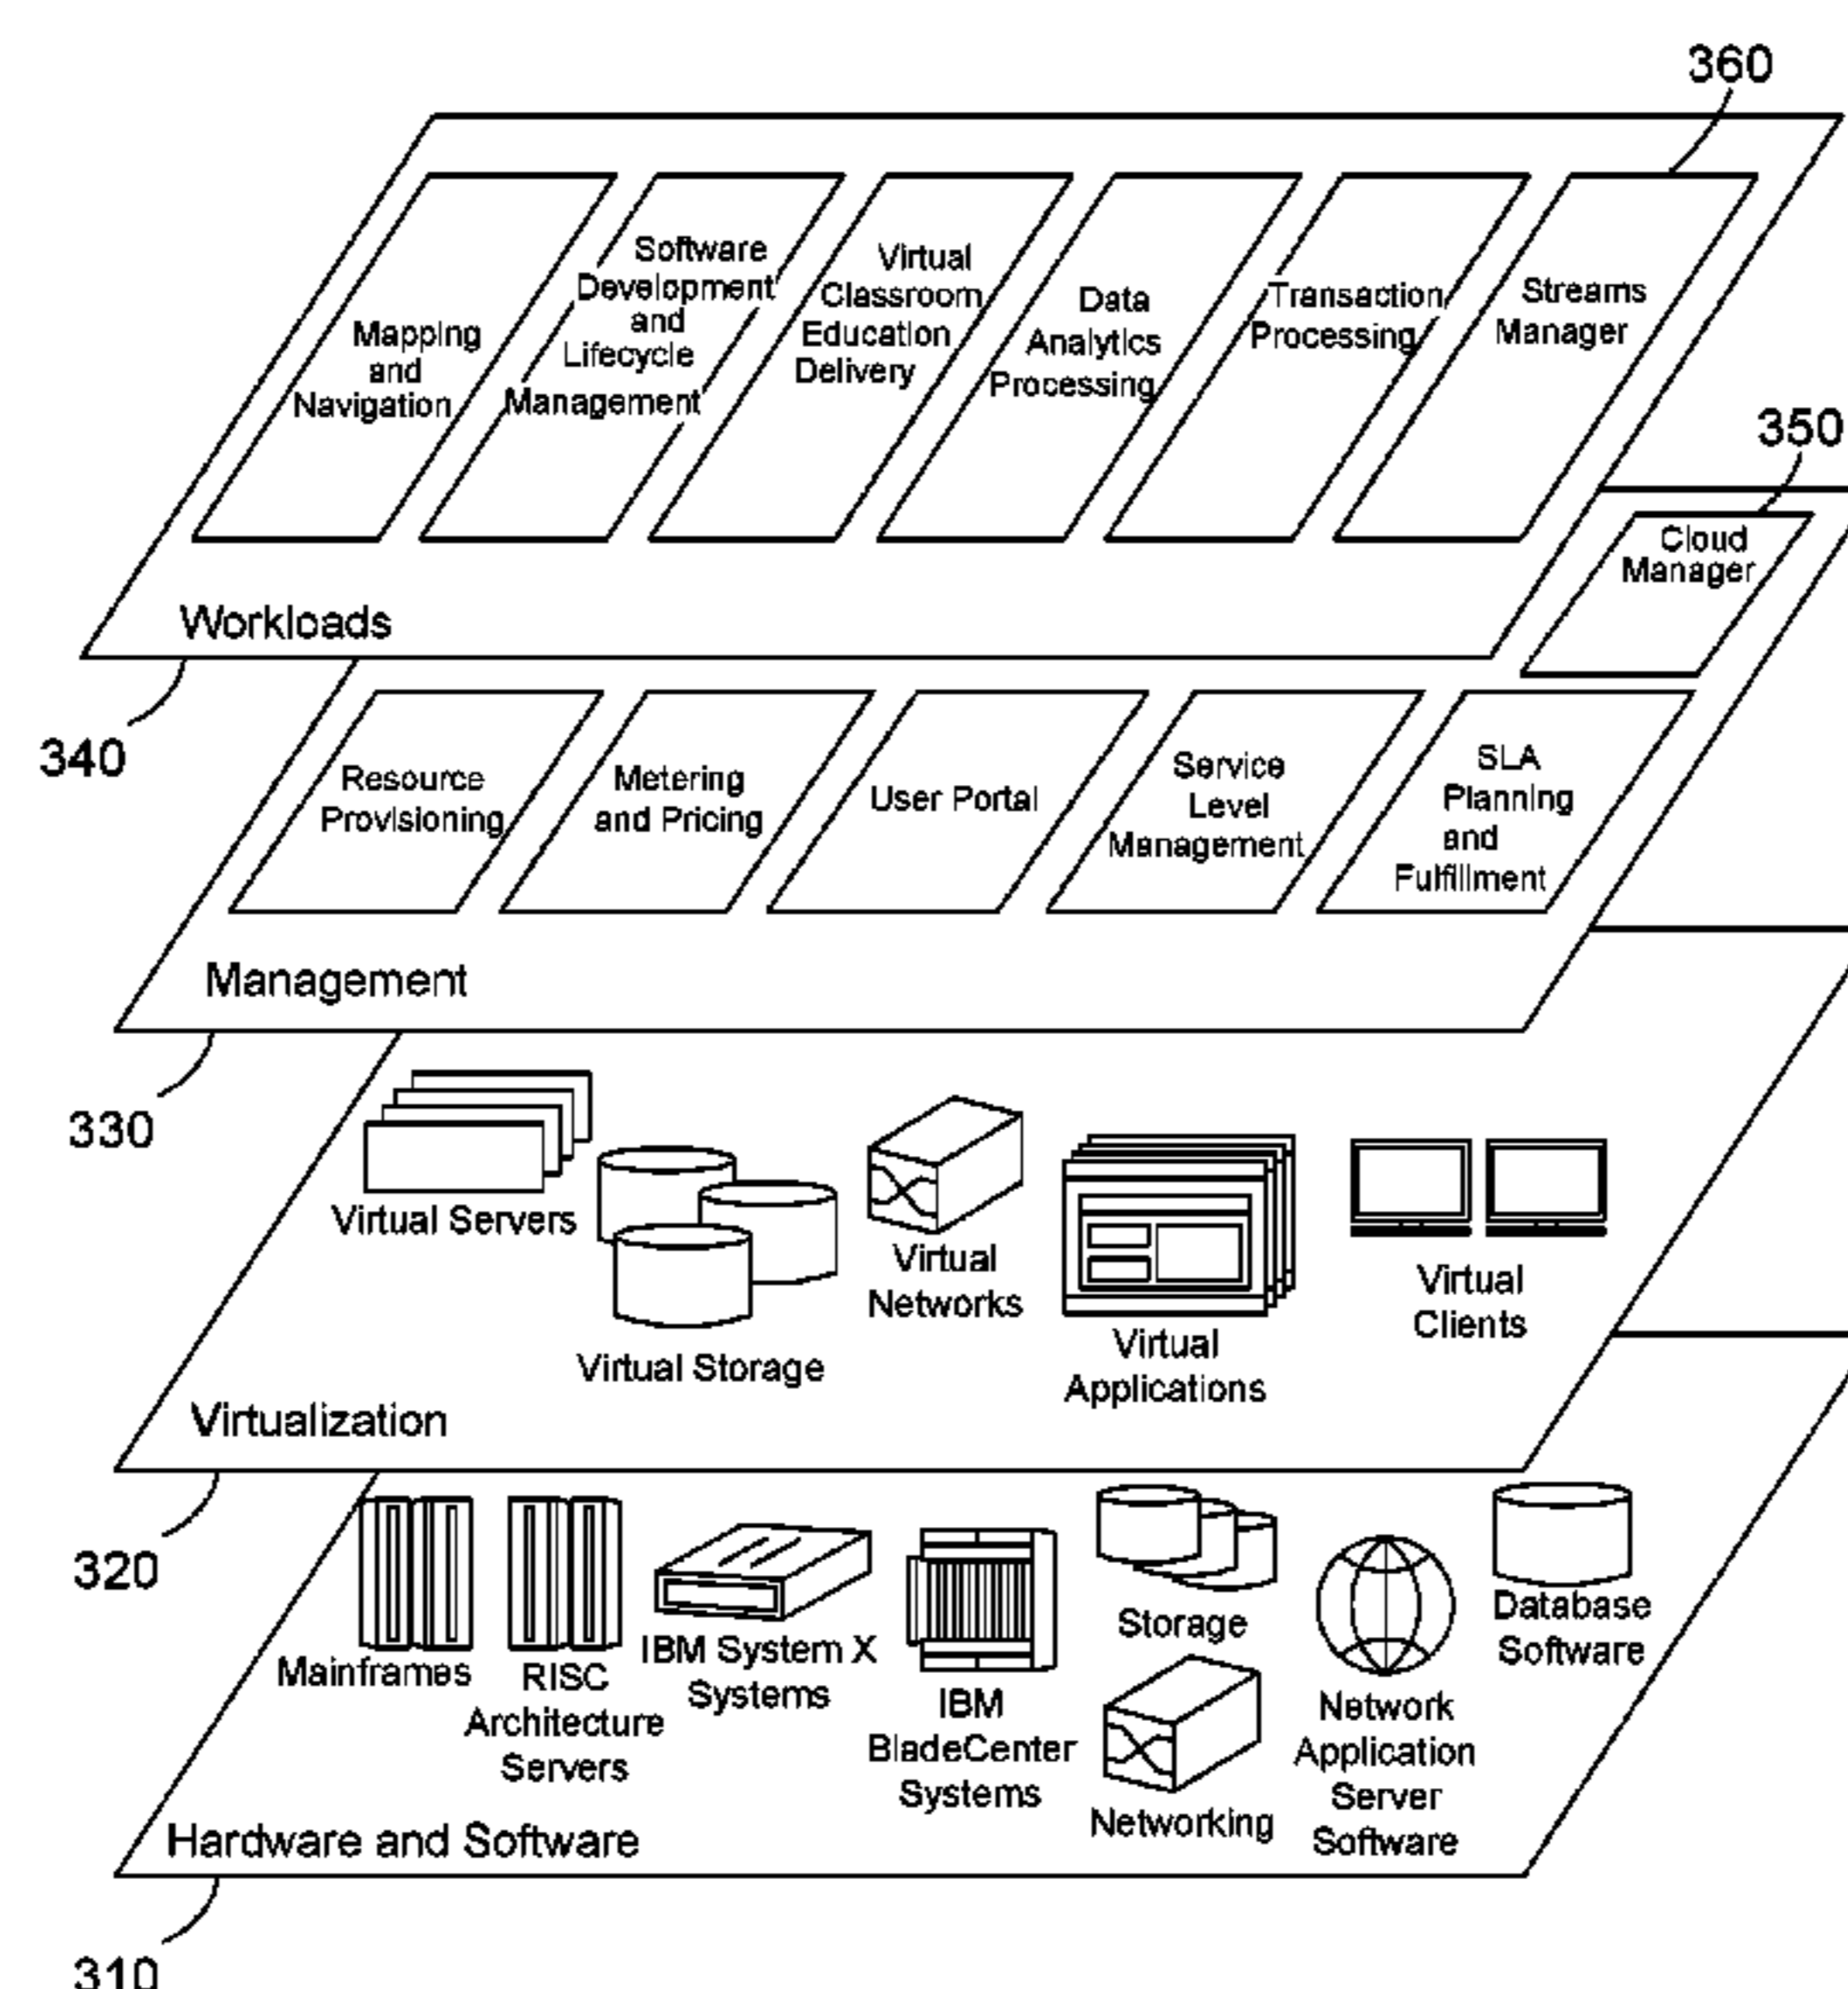 360
Mapping
and
Navigation
Software
Development
and
Lifecycle
Management
Virtual
Classroom
Education
Delivery
Data
Analytics
Processing
Transaction
Processing
Streams
Manager
350
Cloud
Manager
Workloads
340
Resource
Provisioning
Metering
and Pricing
User Portal
Service
Level
Management
SLA
Planning
and
Fulfillment
Management
330
Virtual Servers
Virtual Storage
Virtual
Networks
Virtual
Applications
Virtual
Clients
Virtualization
320
Mainframes
RISC
Architecture
Servers
IBM System X
Systems
IBM
BladeCenter
Systems
Storage
Networking
Network
Application
Server
Software
Database
Software
Hardware and Software
310